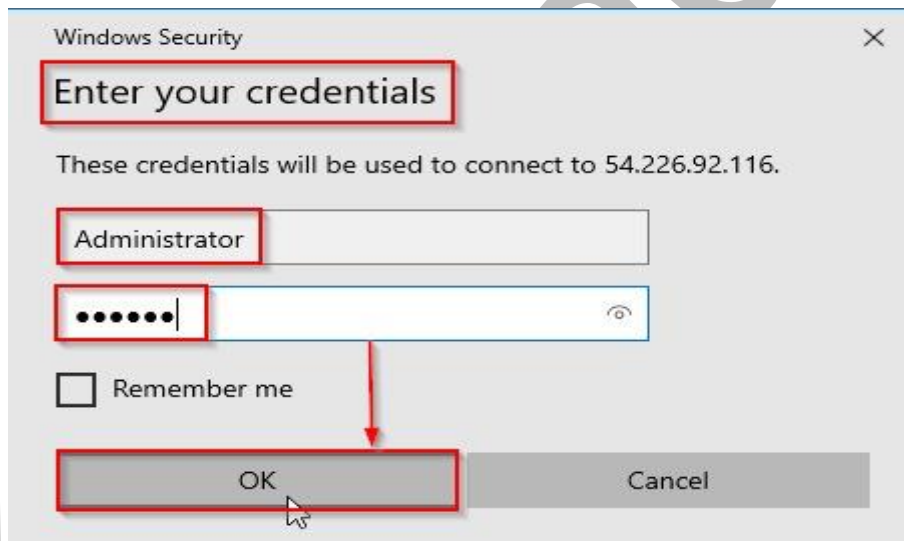 Windows Security
Enter your credentials
These credentials will be used to connect to 54.226.92.116.
Administrator
••••••
Remember me
OK
Cancel